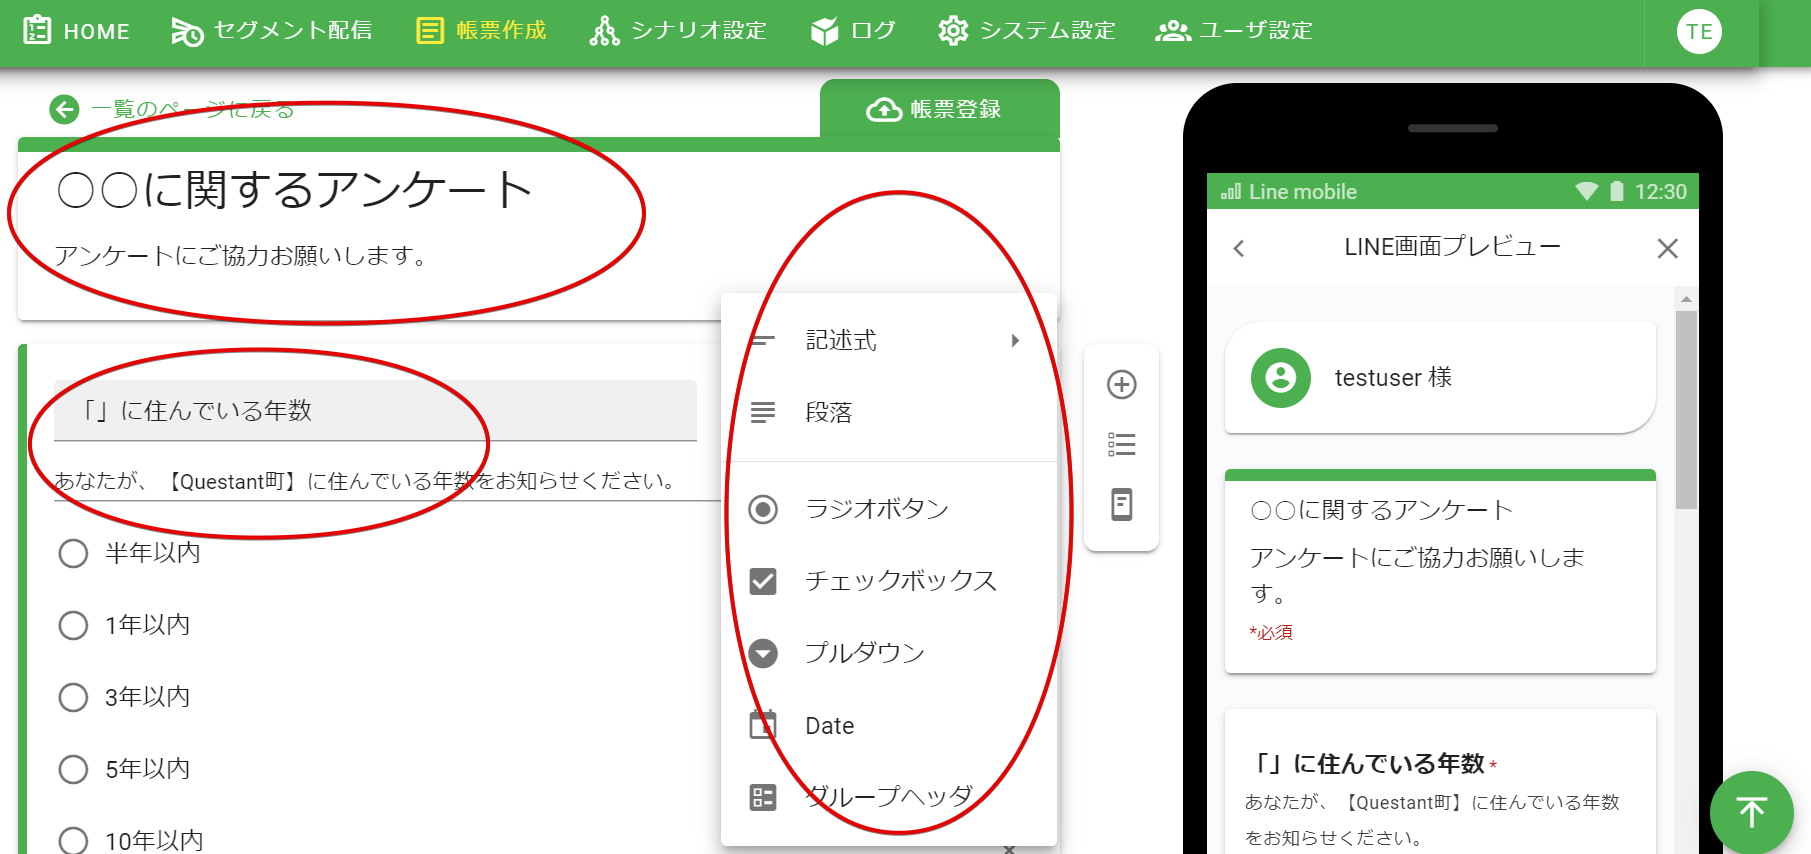 HOME
セグメント配信
帳票作成
シナリオ設定
ログ
システム設定
ユーザ設定
TE
一覧のページに戻る
帳票登録
〇〇に関するアンケート
アンケートにご協力お願いします。
「」に住んでいる年数
あなたが、【Questant町】に住んでいる年数をお知らせください。
半年以内
1年以内
3年以内
5年以内
10年以内
記述式
段落
ラジオボタン
チェックボックス
プルダウン
Date
グループヘッダ
Line mobile
12:30
LINE画面プレビュー
testuser 様
〇〇に関するアンケート
アンケートにご協力お願いしま
す。
*必須
「」に住んでいる年数 *
あなたが、【Questant町】に住んでいる年数
をお知らせください。